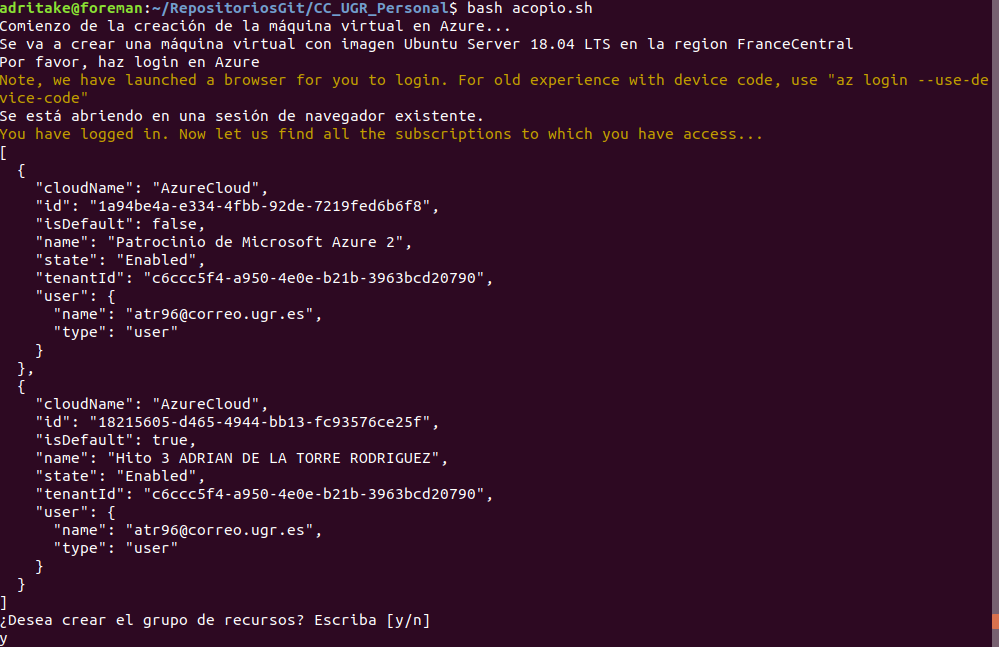 adritake@foreman:~/RepositoriosGit/CC_UGR_Personal$ bash acopio.sh
Comienzo de la creación de la máquina virtual en Azure...
Se va a crear una máquina virtual con imagen Ubuntu Server 18.04 LTS en la region FranceCentral
Por favor, haz login en Azure
Note, we have launched a browser for you to login. For old experience with device code, use "az login --use-de
vice-code"
Se está abriendo en una sesión de navegador existente.
You have logged in. Now let us find all the subscriptions to which you have access...
[
  {
    "cloudName": "AzureCloud",
    "id": "1a94be4a-e334-4fbb-92de-7219fed6b6f8",
    "isDefault": false,
    "name": "Patrocinio de Microsoft Azure 2",
    "state": "Enabled",
    "tenantId": "c6ccc5f4-a950-4e0e-b21b-3963bcd20790",
    "user": {
      "name": "atr96@correo.ugr.es",
      "type": "user"
    }
  },
  {
    "cloudName": "AzureCloud",
    "id": "18215605-d465-4944-bb13-fc93576ce25f",
    "isDefault": true,
    "name": "Hito 3 ADRIAN DE LA TORRE RODRIGUEZ",
    "state": "Enabled",
    "tenantId": "c6ccc5f4-a950-4e0e-b21b-3963bcd20790",
    "user": {
      "name": "atr96@correo.ugr.es",
      "type": "user"
    }
  }
]
¿Desea crear el grupo de recursos? Escriba [y/n]
y